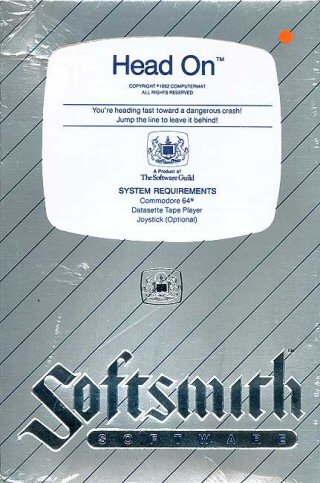 Head On™
COPYRIGHT ©1982 COMPUTERMAT
ALL RIGHTS RESERVED
You're heading fast toward a dangerous crash!
Jump the line to leave it behind!
A Product of
The Software Guild
SYSTEM REQUIREMENTS
Commodore 64®
Datasette Tape Player
Joystick (Optional)
Softsmith™
SOFTWARE